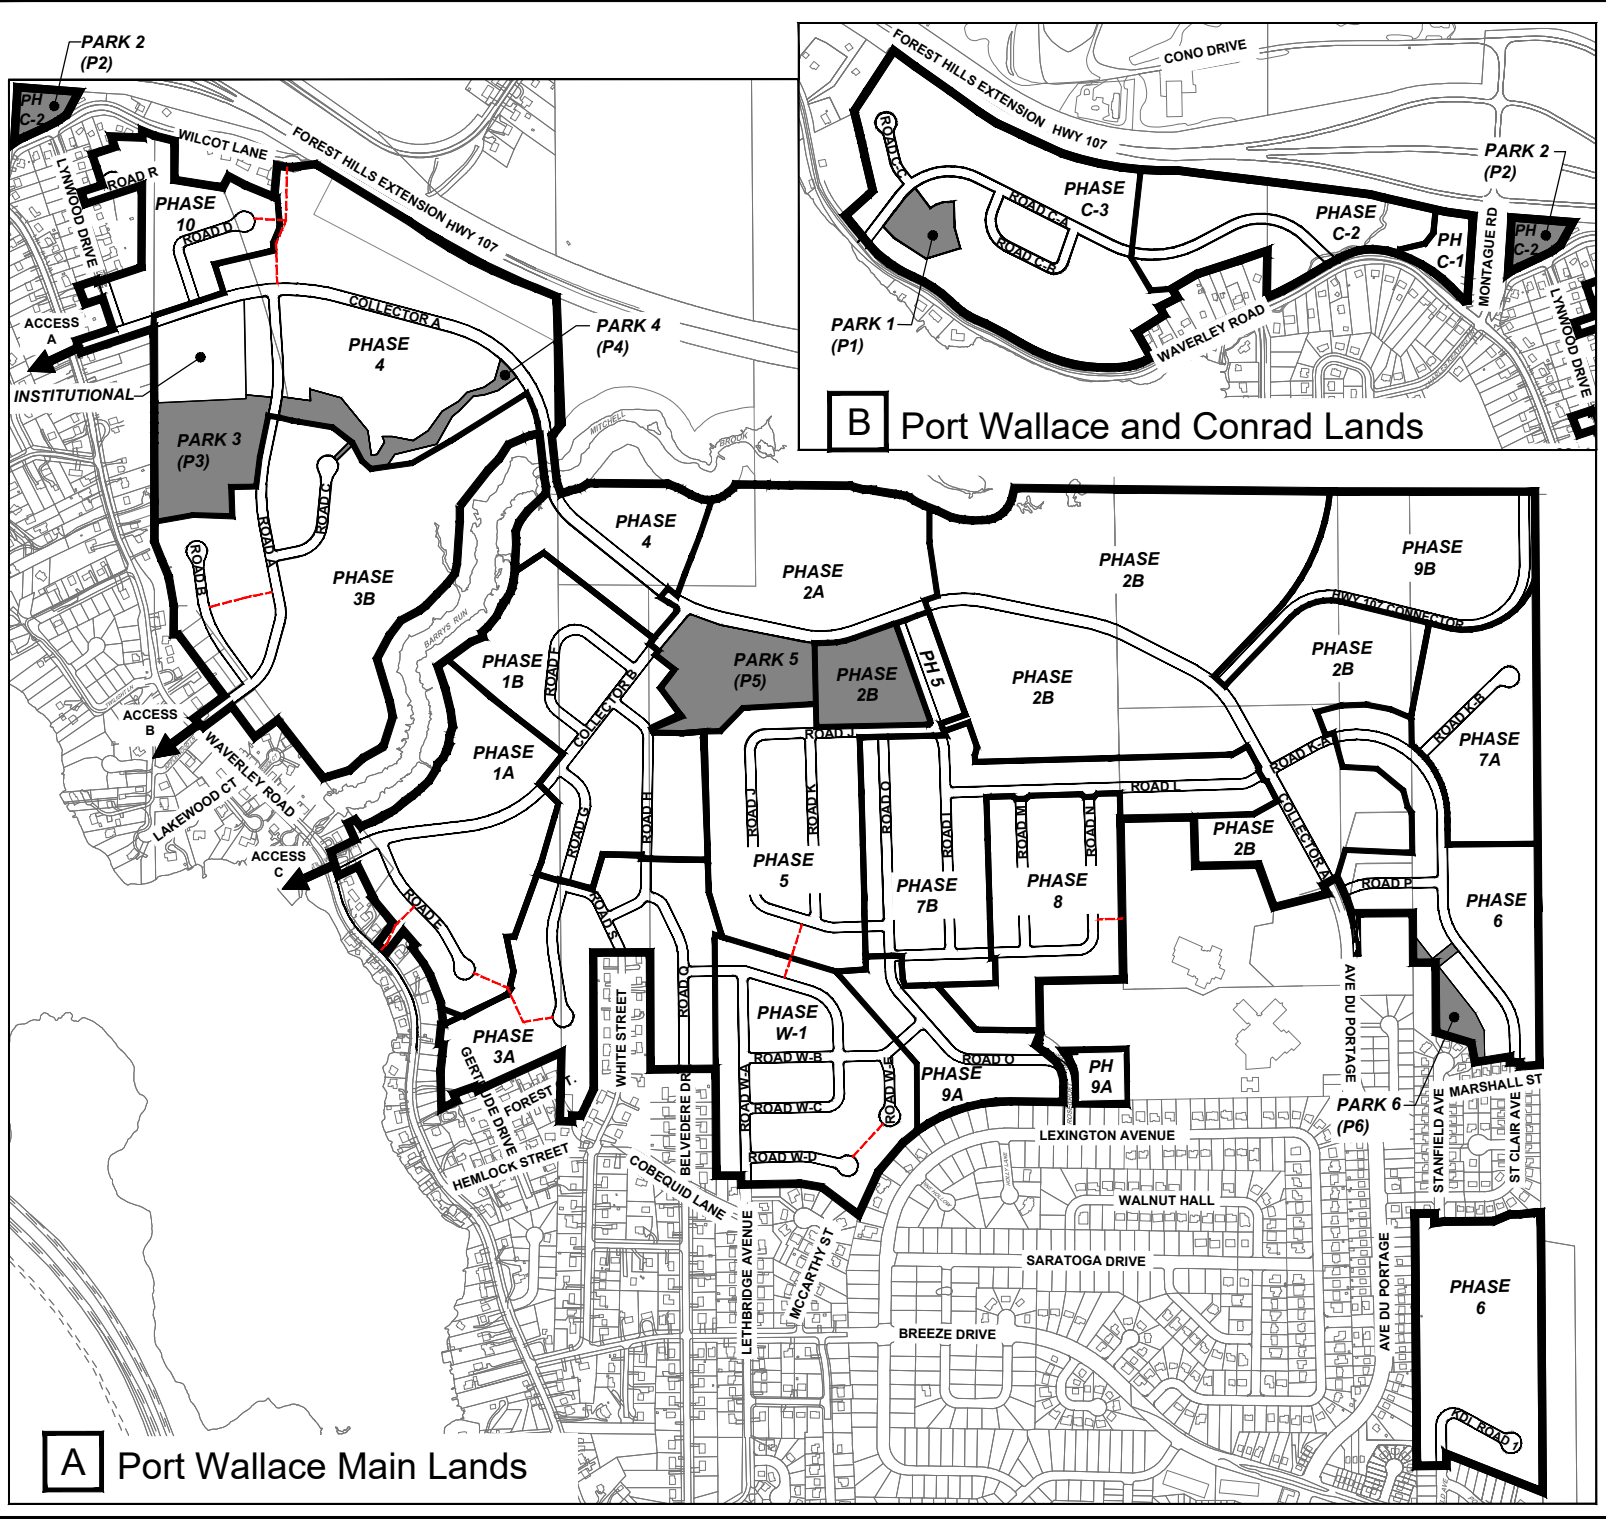 PARK 2
(P2)
PH
C-2
WILCOT LANE
FOREST HILLS EXTENSION HWY 107
LYNWOOD DRIVE
ROAD R
PHASE
10
ROAD D
ACCESS
A
INSTITUTIONAL
COLLECTOR A
PHASE
4
PARK 4
(P4)
PARK 3
(P3)
ROAD C
ROAD A
ROAD B
PHASE
3B
MITCHELL
BROOK
BARRYS RUN
ACCESS
B
WAVERLEY ROAD
LAKEWOOD CT
ACCESS
C
FOREST HILLS EXTENSION HWY 107
CONO DRIVE
ROAD C-C
PHASE
C-3
ROAD C-A
ROAD C-B
PARK 1
(P1)
PHASE
C-2
PH
C-1
MONTAGUE RD
PARK 2
(P2)
PH
C-2
LYNWOOD DRIVE
WAVERLEY ROAD
B
Port Wallace and Conrad Lands
PHASE
4
PHASE
2A
PHASE
2B
PHASE
9B
HWY 107 CONNECTOR
PHASE
2B
PHASE
1B
ROAD F
COLLECTOR B
PARK 5
(P5)
PHASE
2B
PH 5
PHASE
2B
ROAD K-B
PHASE
7A
PHASE
1A
ROAD G
ROAD H
ROAD J
ROAD J
ROAD K
ROAD O
ROAD I
ROAD L
ROAD K-A
ROAD M
ROAD N
COLLECTOR A
PHASE
2B
PHASE
5
PHASE
7B
PHASE
8
ROAD P
PHASE
6
ROAD E
ROAD S
ROAD Q
PHASE
3A
WHITE STREET
PHASE
W-1
ROAD W-B
ROAD W-A
ROAD W-C
ROAD W-D
ROAD W-E
ROAD O
PHASE
9A
PH
9A
AVE DU PORTAGE
PARK 6
(P6)
MARSHALL ST
STANFIELD AVE
ST CLAIR AVE
GERTRUDE DRIVE
FOREST ST.
HEMLOCK STREET
BELVEDERE DR
COBEQUID LANE
LETHBRIDGE AVENUE
MCCARTHY ST
LEXINGTON AVENUE
WALNUT HALL
SARATOGA DRIVE
BREEZE DRIVE
AVE DU PORTAGE
PHASE
6
KDL ROAD 1
A
Port Wallace Main Lands